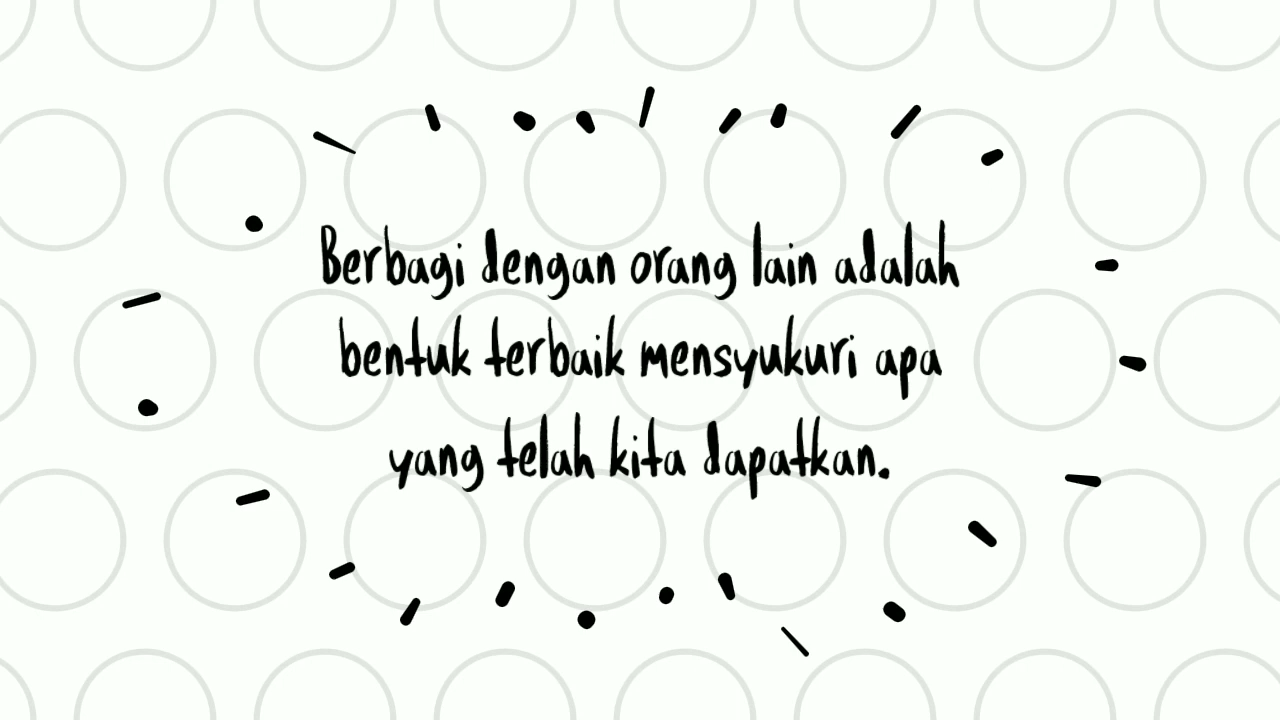 Berbagi dengan orang lain adalah
bentuk terbaik mensyukuri apa
yang telah kita dapatkan.